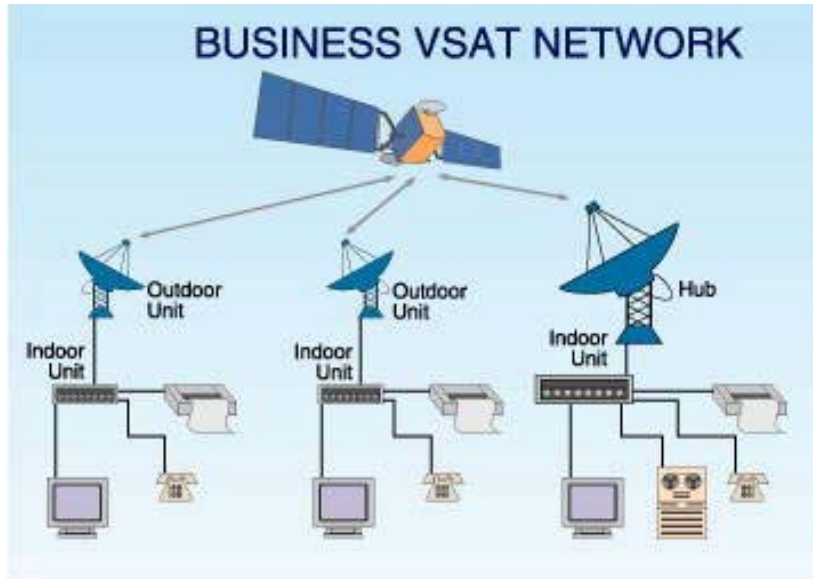 BUSINESS VSAT NETWORK
Outdoor
Unit
Outdoor
Unit
Hub
Indoor
Unit
Indoor
Unit
Indoor
Unit